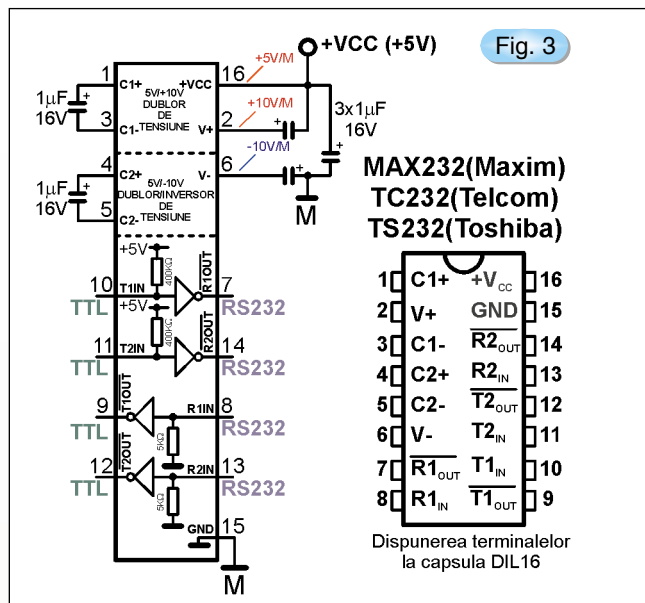 +VCC (+5V)
Fig. 3
1
C1+
+VCC
16
+5V/M
1µF
16V
5V/+10V
DUBLOR
DE
TENSIUNE
3
C1-
V+
2
+10V/M
+
3x1µF
16V
4
C2+
V-
6
-10V/M
+
+
1µF
16V
5V/-10V
DUBLOR/INVERSOR
DE
TENSIUNE
5
C2-
M
+5V
400KΩ
10
T1IN
R1OUT
7
TTL
RS232
+5V
400KΩ
11
T2IN
R2OUT
14
TTL
RS232
9
T1OUT
R1IN
8
TTL
RS232
5KΩ
12
T2OUT
R2IN
13
TTL
RS232
5KΩ
GND
15
M
MAX232(Maxim)
TC232(Telcom)
TS232(Toshiba)
1 C1+ +VCC 16
2 V+ GND 15
3 C1- R2OUT 14
4 C2+ R2IN 13
5 C2- T2OUT 12
6 V- T2IN 11
7 R1OUT T1IN 10
8 R1IN T1OUT 9
Dispunerea terminalelor
la capsula DIL16